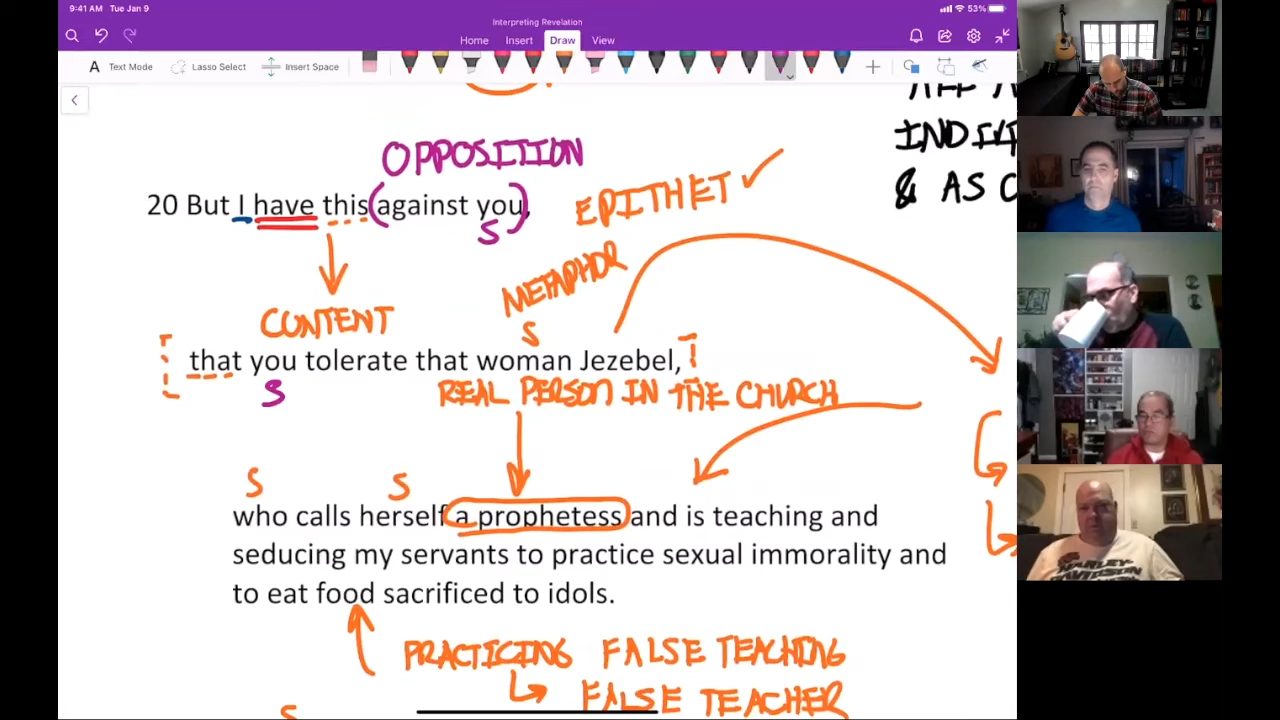 9:41 AM Tue Jan 9
53%
Interpreting Revelation
Home Insert Draw View
Text Mode Lasso Select Insert Space
INDIV
& AS C
OPPOSITION
20 But I have this (against you),
S
EPITHET ✓
METAPHOR
S
CONTENT
that you tolerate that woman Jezebel,
S
REAL PERSON IN THE CHURCH
S S
who calls herself a prophetess and is teaching and
seducing my servants to practice sexual immorality and
to eat food sacrificed to idols.
PRACTICING FALSE TEACHING
FALSE TEACHER
S
HARLEY-
DAVIDSON